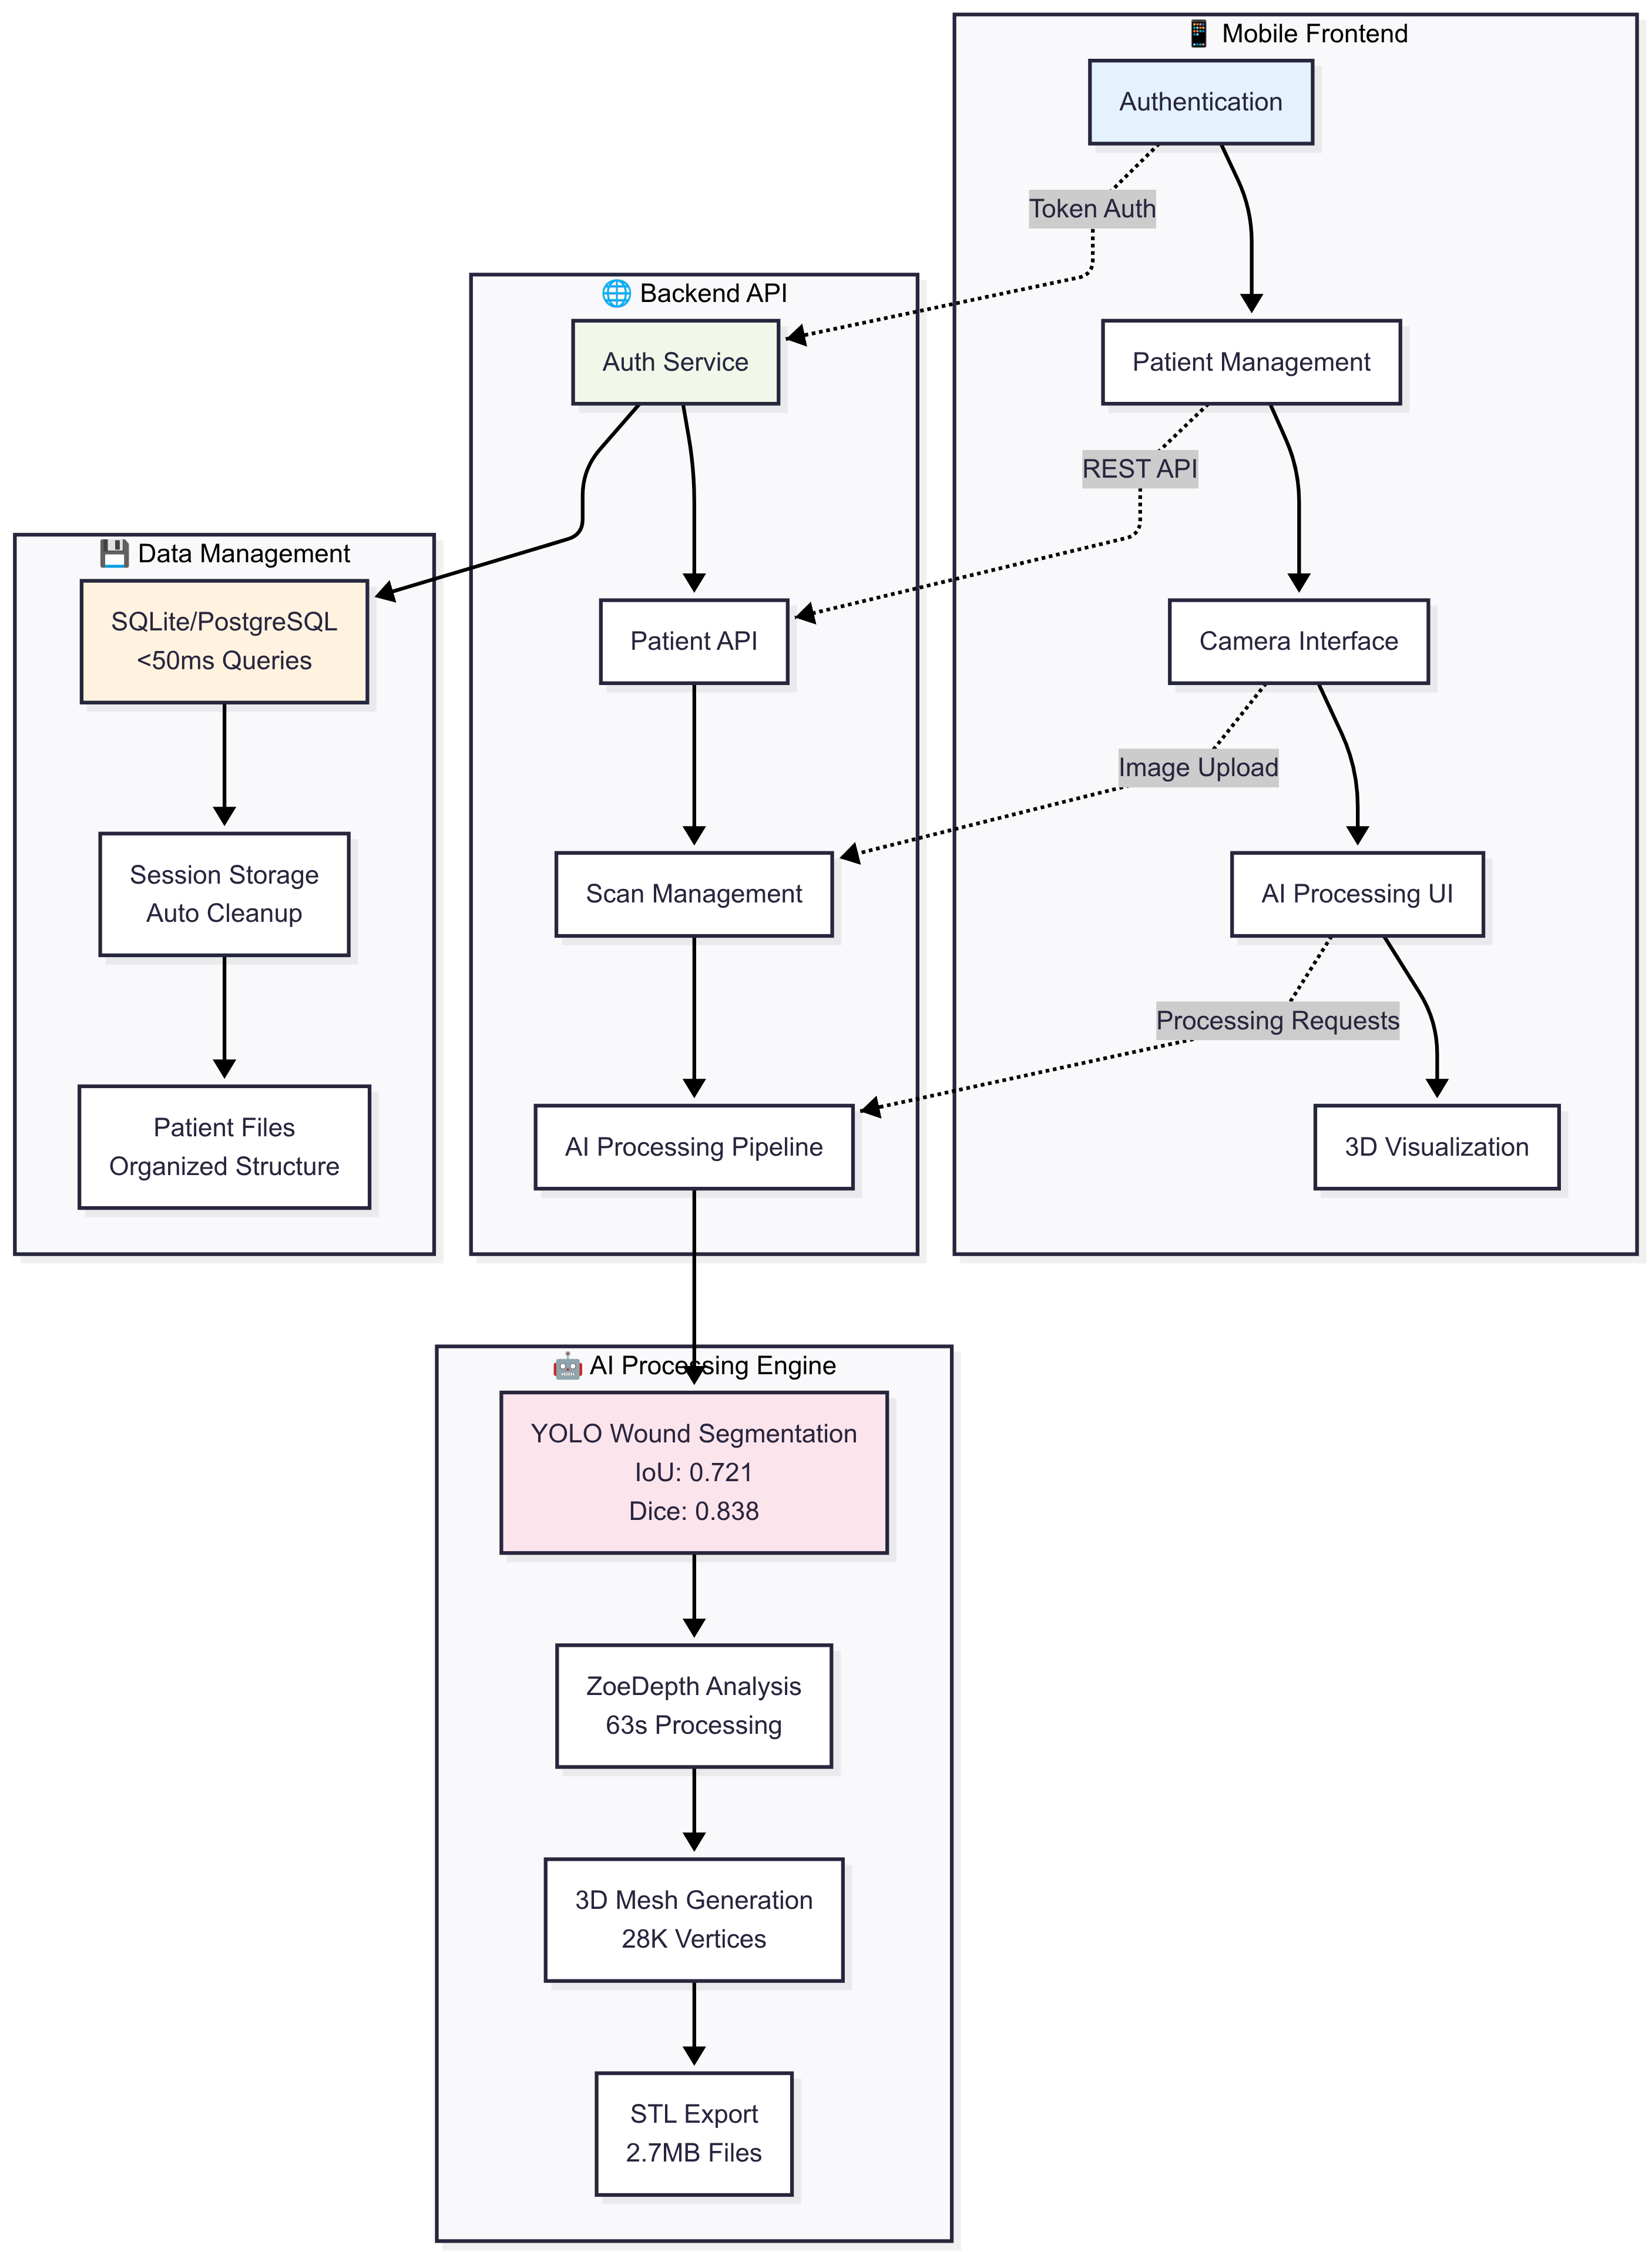 📱 Mobile Frontend
Authentication
Token Auth
Patient Management
REST API
Camera Interface
Image Upload
AI Processing UI
Processing Requests
3D Visualization
🌐 Backend API
Auth Service
Patient API
Scan Management
AI Processing Pipeline
💾 Data Management
SQLite/PostgreSQL
<50ms Queries
Session Storage
Auto Cleanup
Patient Files
Organized Structure
🤖 AI Processing Engine
YOLO Wound Segmentation
IoU: 0.721
Dice: 0.838
ZoeDepth Analysis
63s Processing
3D Mesh Generation
28K Vertices
STL Export
2.7MB Files